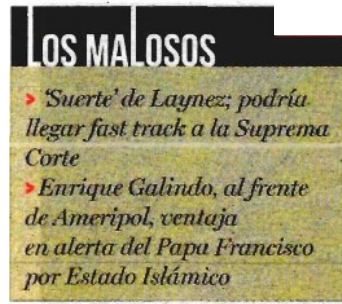 LOS MALOSOS
> 'Suerte' de Laynez; podría
llegar fast track a la Suprema
Corte
> Enrique Galindo, al frente
de Ameripol, ventaja
en alerta del Papa Francisco
por Estado Islámico